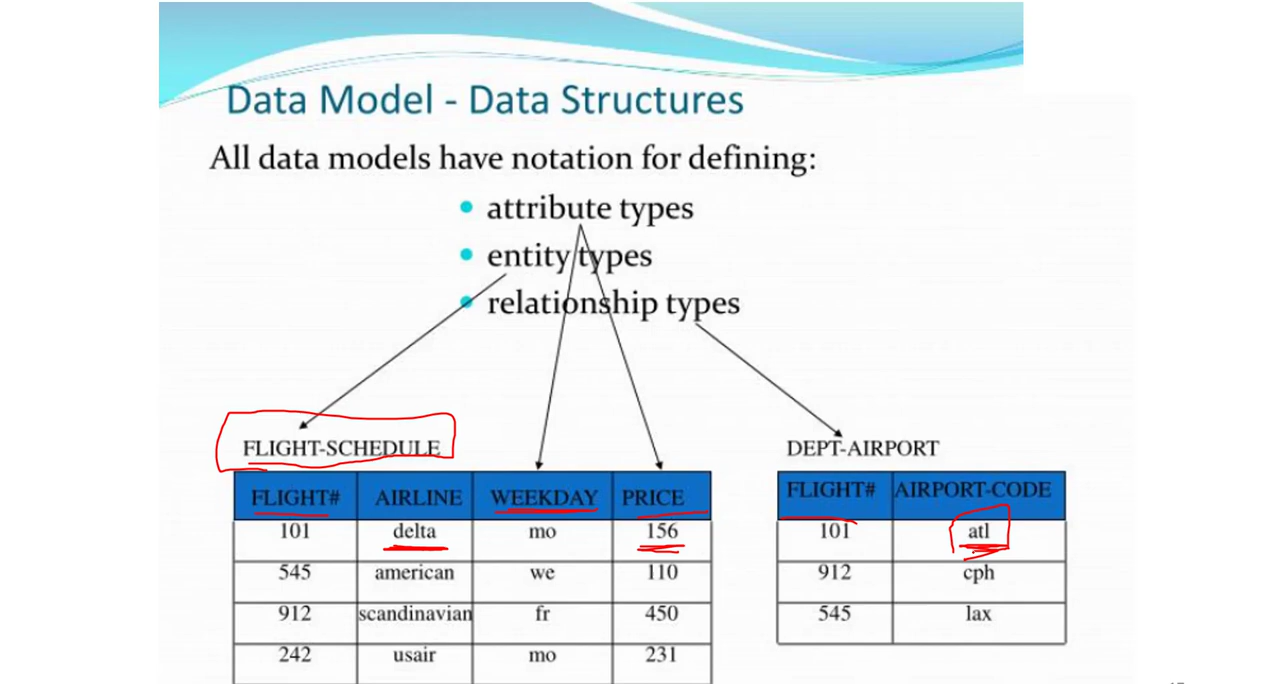 Data Model - Data Structures
All data models have notation for defining:
attribute types
entity types
relationship types
FLIGHT-SCHEDULE
FLIGHT# AIRLINE WEEKDAY PRICE
101 delta mo 156
545 american we 110
912 scandinavian fr 450
242 usair mo 231
DEPT-AIRPORT
FLIGHT# AIRPORT-CODE
101 atl
912 cph
545 lax